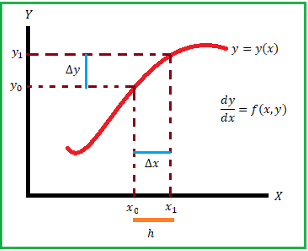 Y
y₁
Δy
y = y(x)
y₀
dy/dx = f(x,y)
Δx
X
x₀ x₁
h